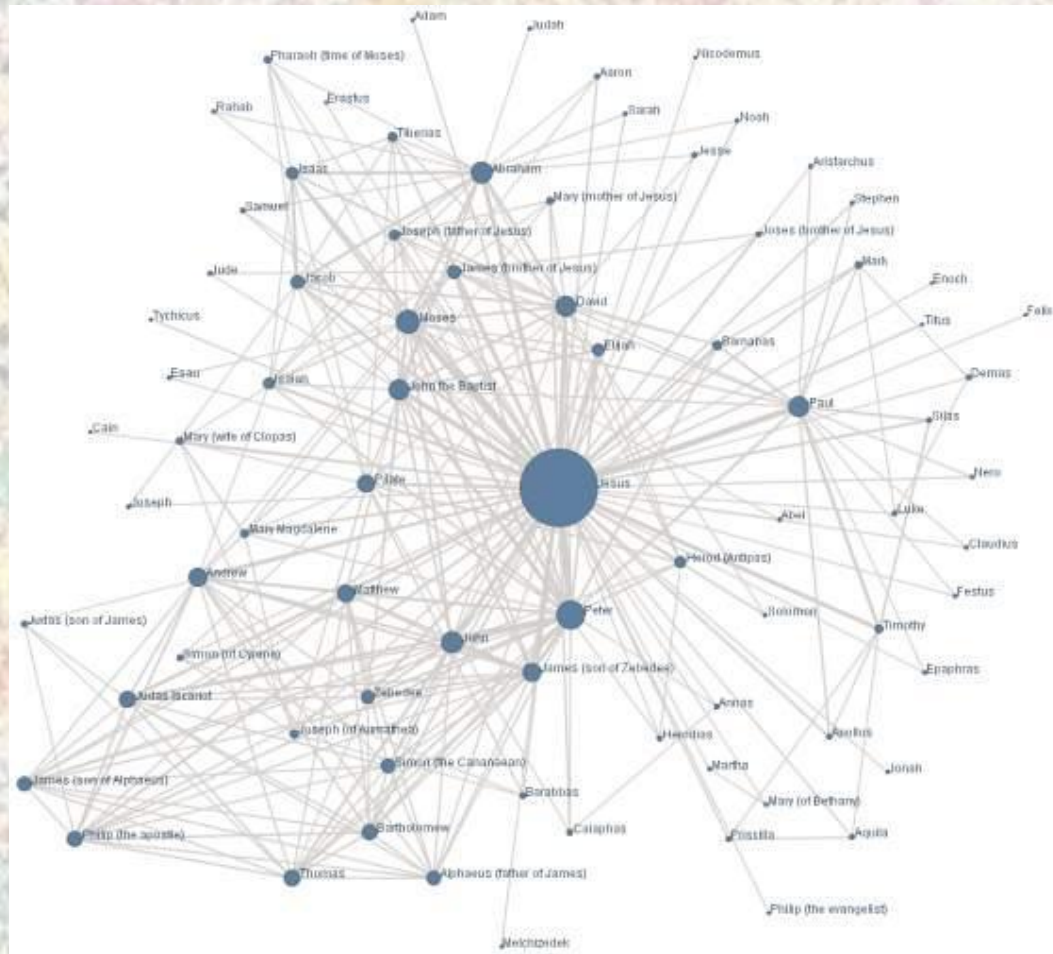 Adam
Judah
Pharaoh (time of Moses)
Nicodemus
Aaron
Erastus
Rahab
Sarah
Noah
Tiberias
Jesse
Isaac
Abraham
Aristarchus
Mary (mother of Jesus)
Stephen
Samuel
Joseph (father of Jesus)
Joses (brother of Jesus)
Mark
Jude
James (brother of Jesus)
Jacob
Enoch
David
Tychicus
Moses
Felix
Titus
Barnabas
Elijah
Esau
Isaiah
John the Baptist
Demas
Paul
Silas
Cain
Mary (wife of Clopas)
Nero
Pilate
Jesus
Joseph
Luke
Abel
Mary Magdalene
Claudius
Herod (Antipas)
Andrew
Matthew
Festus
Peter
Solomon
Judas (son of James)
Timothy
John
Simon (of Cyrene)
James (son of Zebedee)
Epaphras
Judas Iscariot
Zebedee
Annas
Joseph (of Arimathea)
Herodias
Apollos
Simon (the Cananaean)
Martha
Jonah
James (son of Alphaeus)
Barabbas
Mary (of Bethany)
Philip (the apostle)
Bartholomew
Caiaphas
Priscilla
Aquila
Thomas
Alphaeus (father of James)
Philip (the evangelist)
Melchizedek